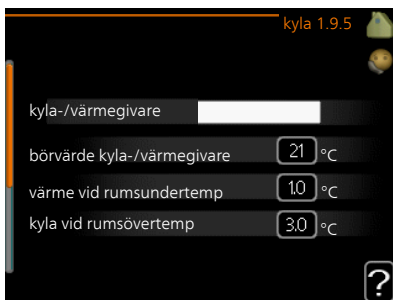 kyla 1.9.5
kyla-/värmegivare
börvärde kyla-/värmegivare 21 °C
värme vid rumsundertemp 1.0 °C
kyla vid rumsövertemp 3.0 °C
?